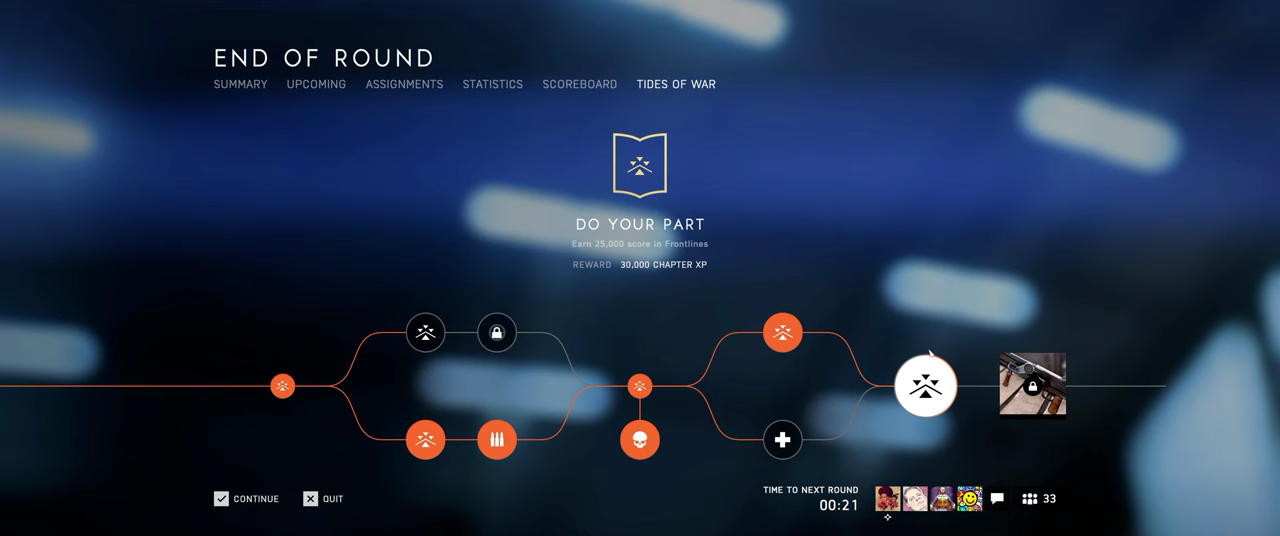 END OF ROUND
SUMMARY UPCOMING ASSIGNMENTS STATISTICS SCOREBOARD TIDES OF WAR
DO YOUR PART
Earn 25,000 score in Frontlines
REWARD 30,000 CHAPTER XP
CONTINUE QUIT
TIME TO NEXT ROUND
00:21
33